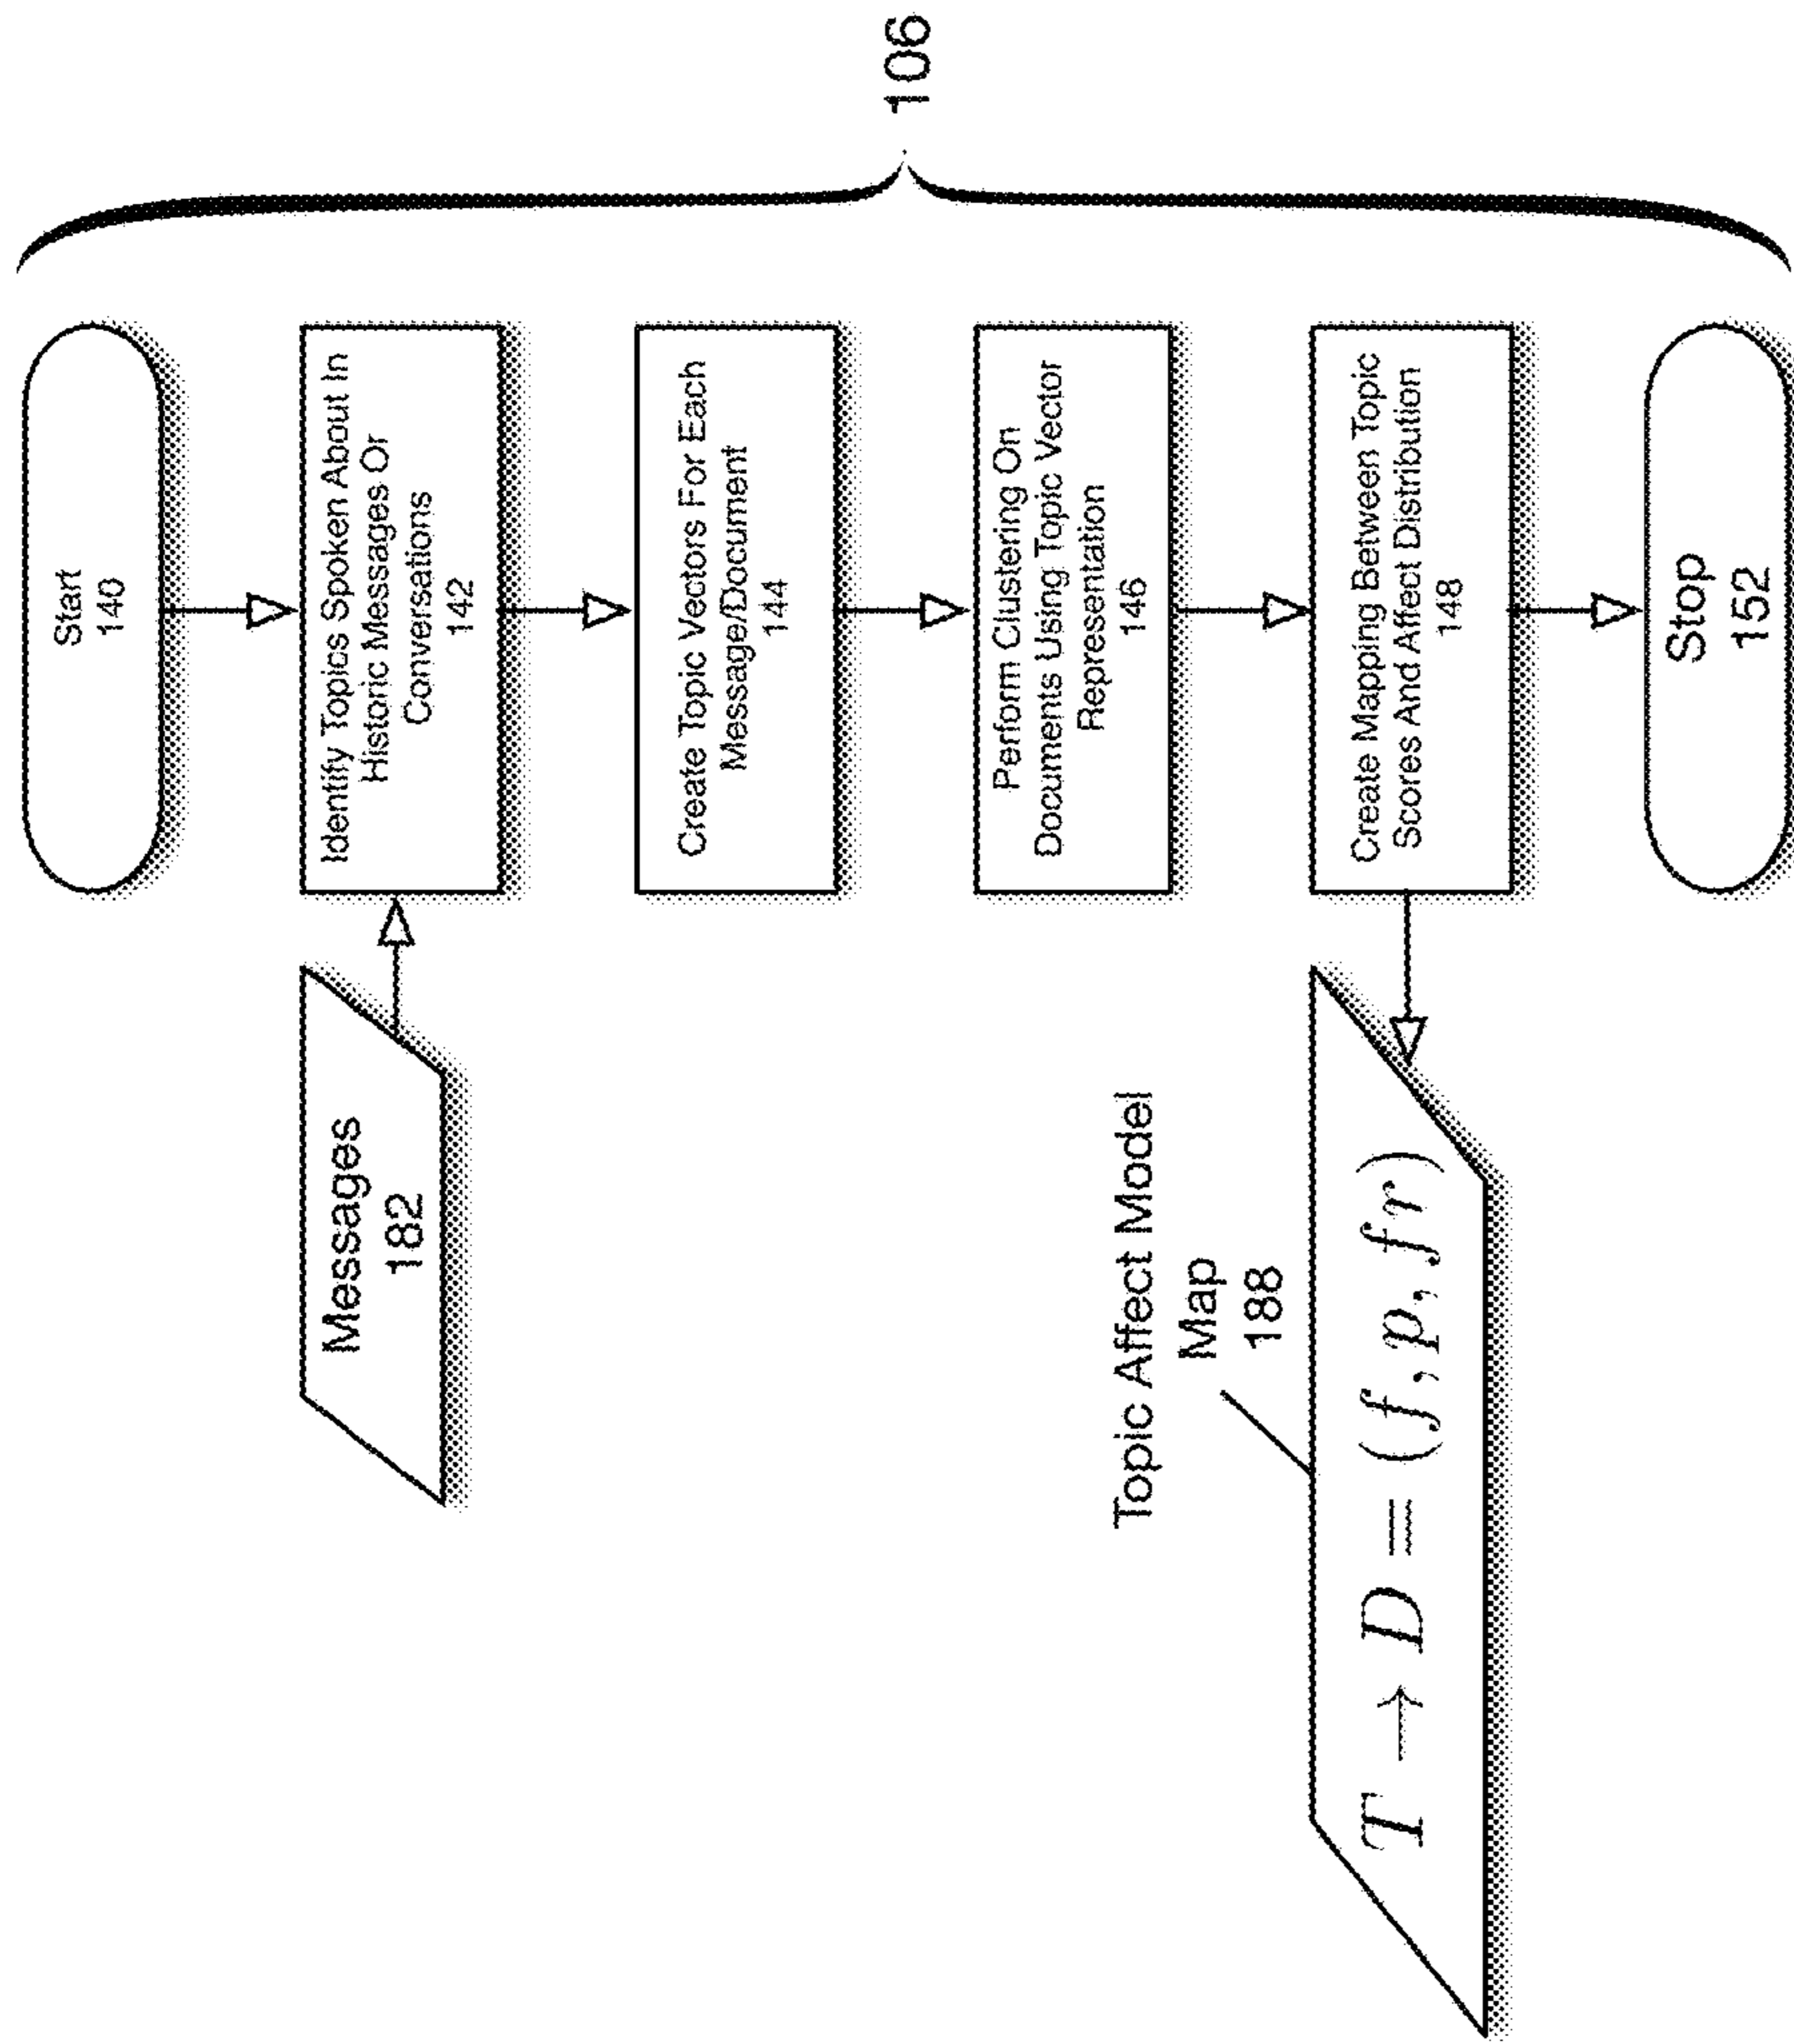 Start
140
Messages
182
Identify Topics Spoken About In
Historic Messages Or
Conversations
142
Create Topic Vectors For Each
Message/Document
144
Perform Clustering On
Documents Using Topic Vector
Representation
146
Topic Affect Model
Map
188
Create Mapping Between Topic
Scores And Affect Distribution
148
T → D = (f, p, fr)
Stop
152
106